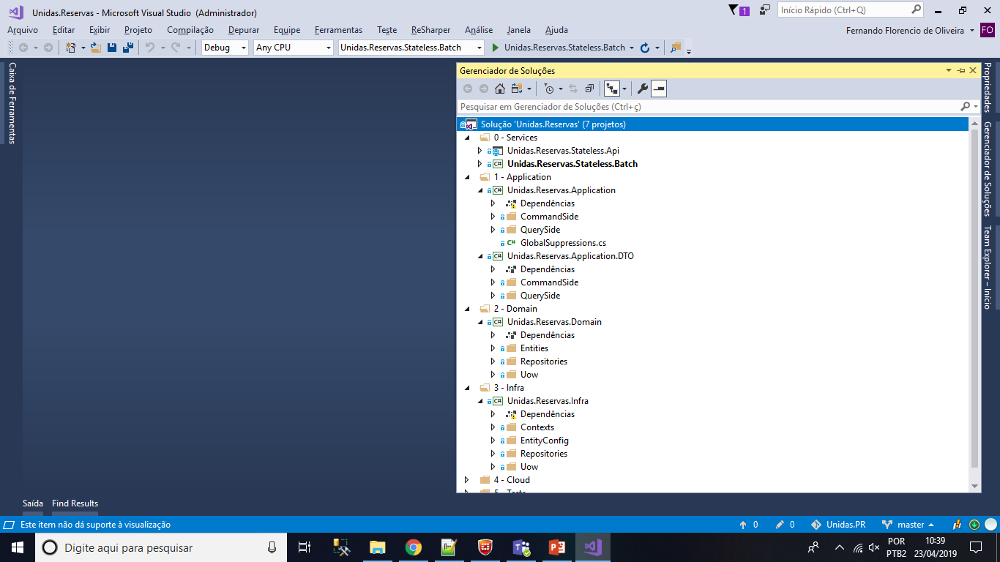 Unidas.Reservas - Microsoft Visual Studio (Administrador)
1
Início Rápido (Ctrl+Q)
Arquivo Editar Exibir Projeto Compilação Depurar Equipe Ferramentas Teste ReSharper Análise Janela Ajuda
Fernando Florencio de Oliveira FO
Debug Any CPU Unidas.Reservas.Stateless.Batch Unidas.Reservas.Stateless.Batch
Caixa de Ferramentas
Gerenciador de Soluções
Pesquisar em Gerenciador de Soluções (Ctrl+ç)
Solução 'Unidas.Reservas' (7 projetos)
0 - Services
Unidas.Reservas.Stateless.Api
C# Unidas.Reservas.Stateless.Batch
1 - Application
C# Unidas.Reservas.Application
Dependências
CommandSide
QuerySide
C# GlobalSuppressions.cs
C# Unidas.Reservas.Application.DTO
Dependências
CommandSide
QuerySide
2 - Domain
C# Unidas.Reservas.Domain
Dependências
Entities
Repositories
Uow
3 - Infra
C# Unidas.Reservas.Infra
Dependências
Contexts
EntityConfig
Repositories
Uow
4 - Cloud
Propriedades
Gerenciador de Soluções
Team Explorer – Início
Saída Find Results
Este item não dá suporte à visualização
0 0 Unidas.PR master
Digite aqui para pesquisar
POR
PTB2
10:39
23/04/2019